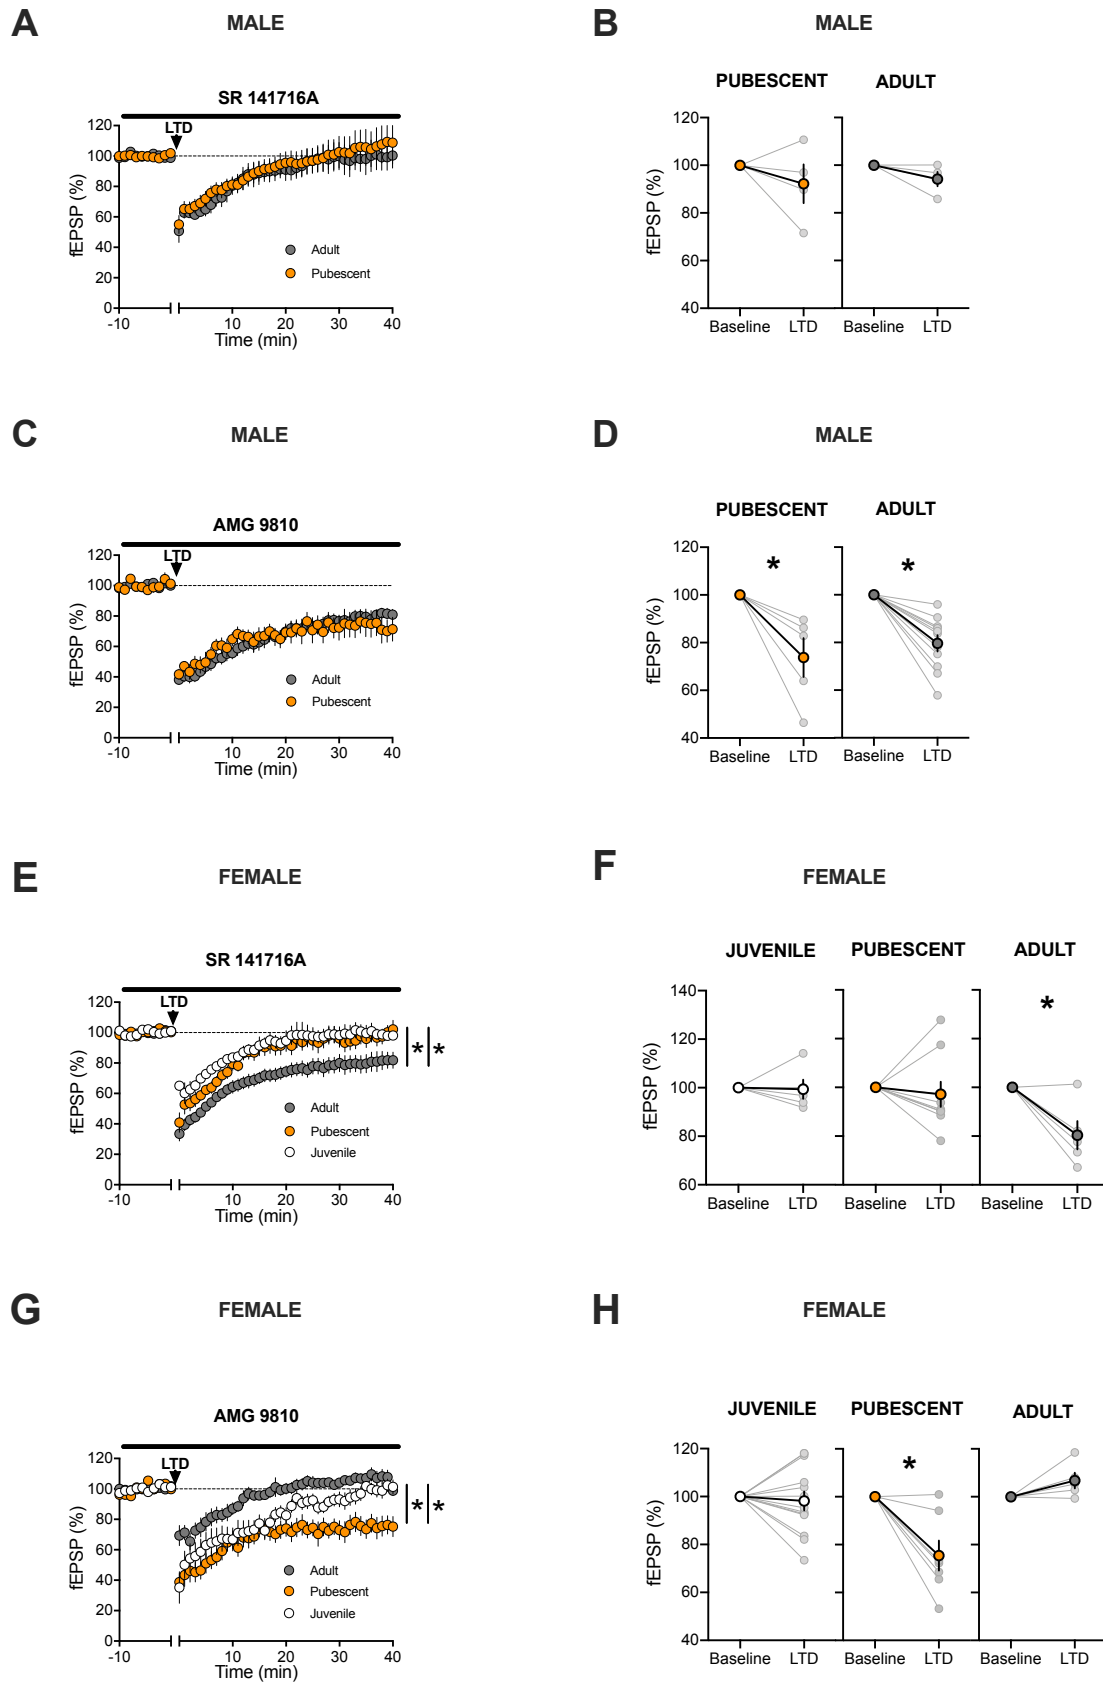 A
MALE
SR 141716A
LTD
120
100
80
60
40
20
0
fEPSP (%)
Adult
Pubescent
-10
10
20
30
40
Time (min)
B
MALE
PUBESCENT
ADULT
120
100
80
60
40
fEPSP (%)
Baseline
LTD
Baseline
LTD
C
MALE
AMG 9810
LTD
120
100
80
60
40
20
0
fEPSP (%)
Adult
Pubescent
-10
10
20
30
40
Time (min)
D
MALE
PUBESCENT
ADULT
*
*
120
100
80
60
40
fEPSP (%)
Baseline
LTD
Baseline
LTD
E
FEMALE
SR 141716A
LTD
120
100
80
60
40
20
0
fEPSP (%)
* *
Adult
Pubescent
Juvenile
-10
10
20
30
40
Time (min)
F
FEMALE
JUVENILE
PUBESCENT
ADULT
*
140
120
100
80
60
fEPSP (%)
Baseline
LTD
Baseline
LTD
Baseline
LTD
G
FEMALE
AMG 9810
LTD
120
100
80
60
40
20
0
fEPSP (%)
* *
Adult
Pubescent
Juvenile
-10
10
20
30
40
Time (min)
H
FEMALE
JUVENILE
PUBESCENT
ADULT
*
120
100
80
60
40
fEPSP (%)
Baseline
LTD
Baseline
LTD
Baseline
LTD